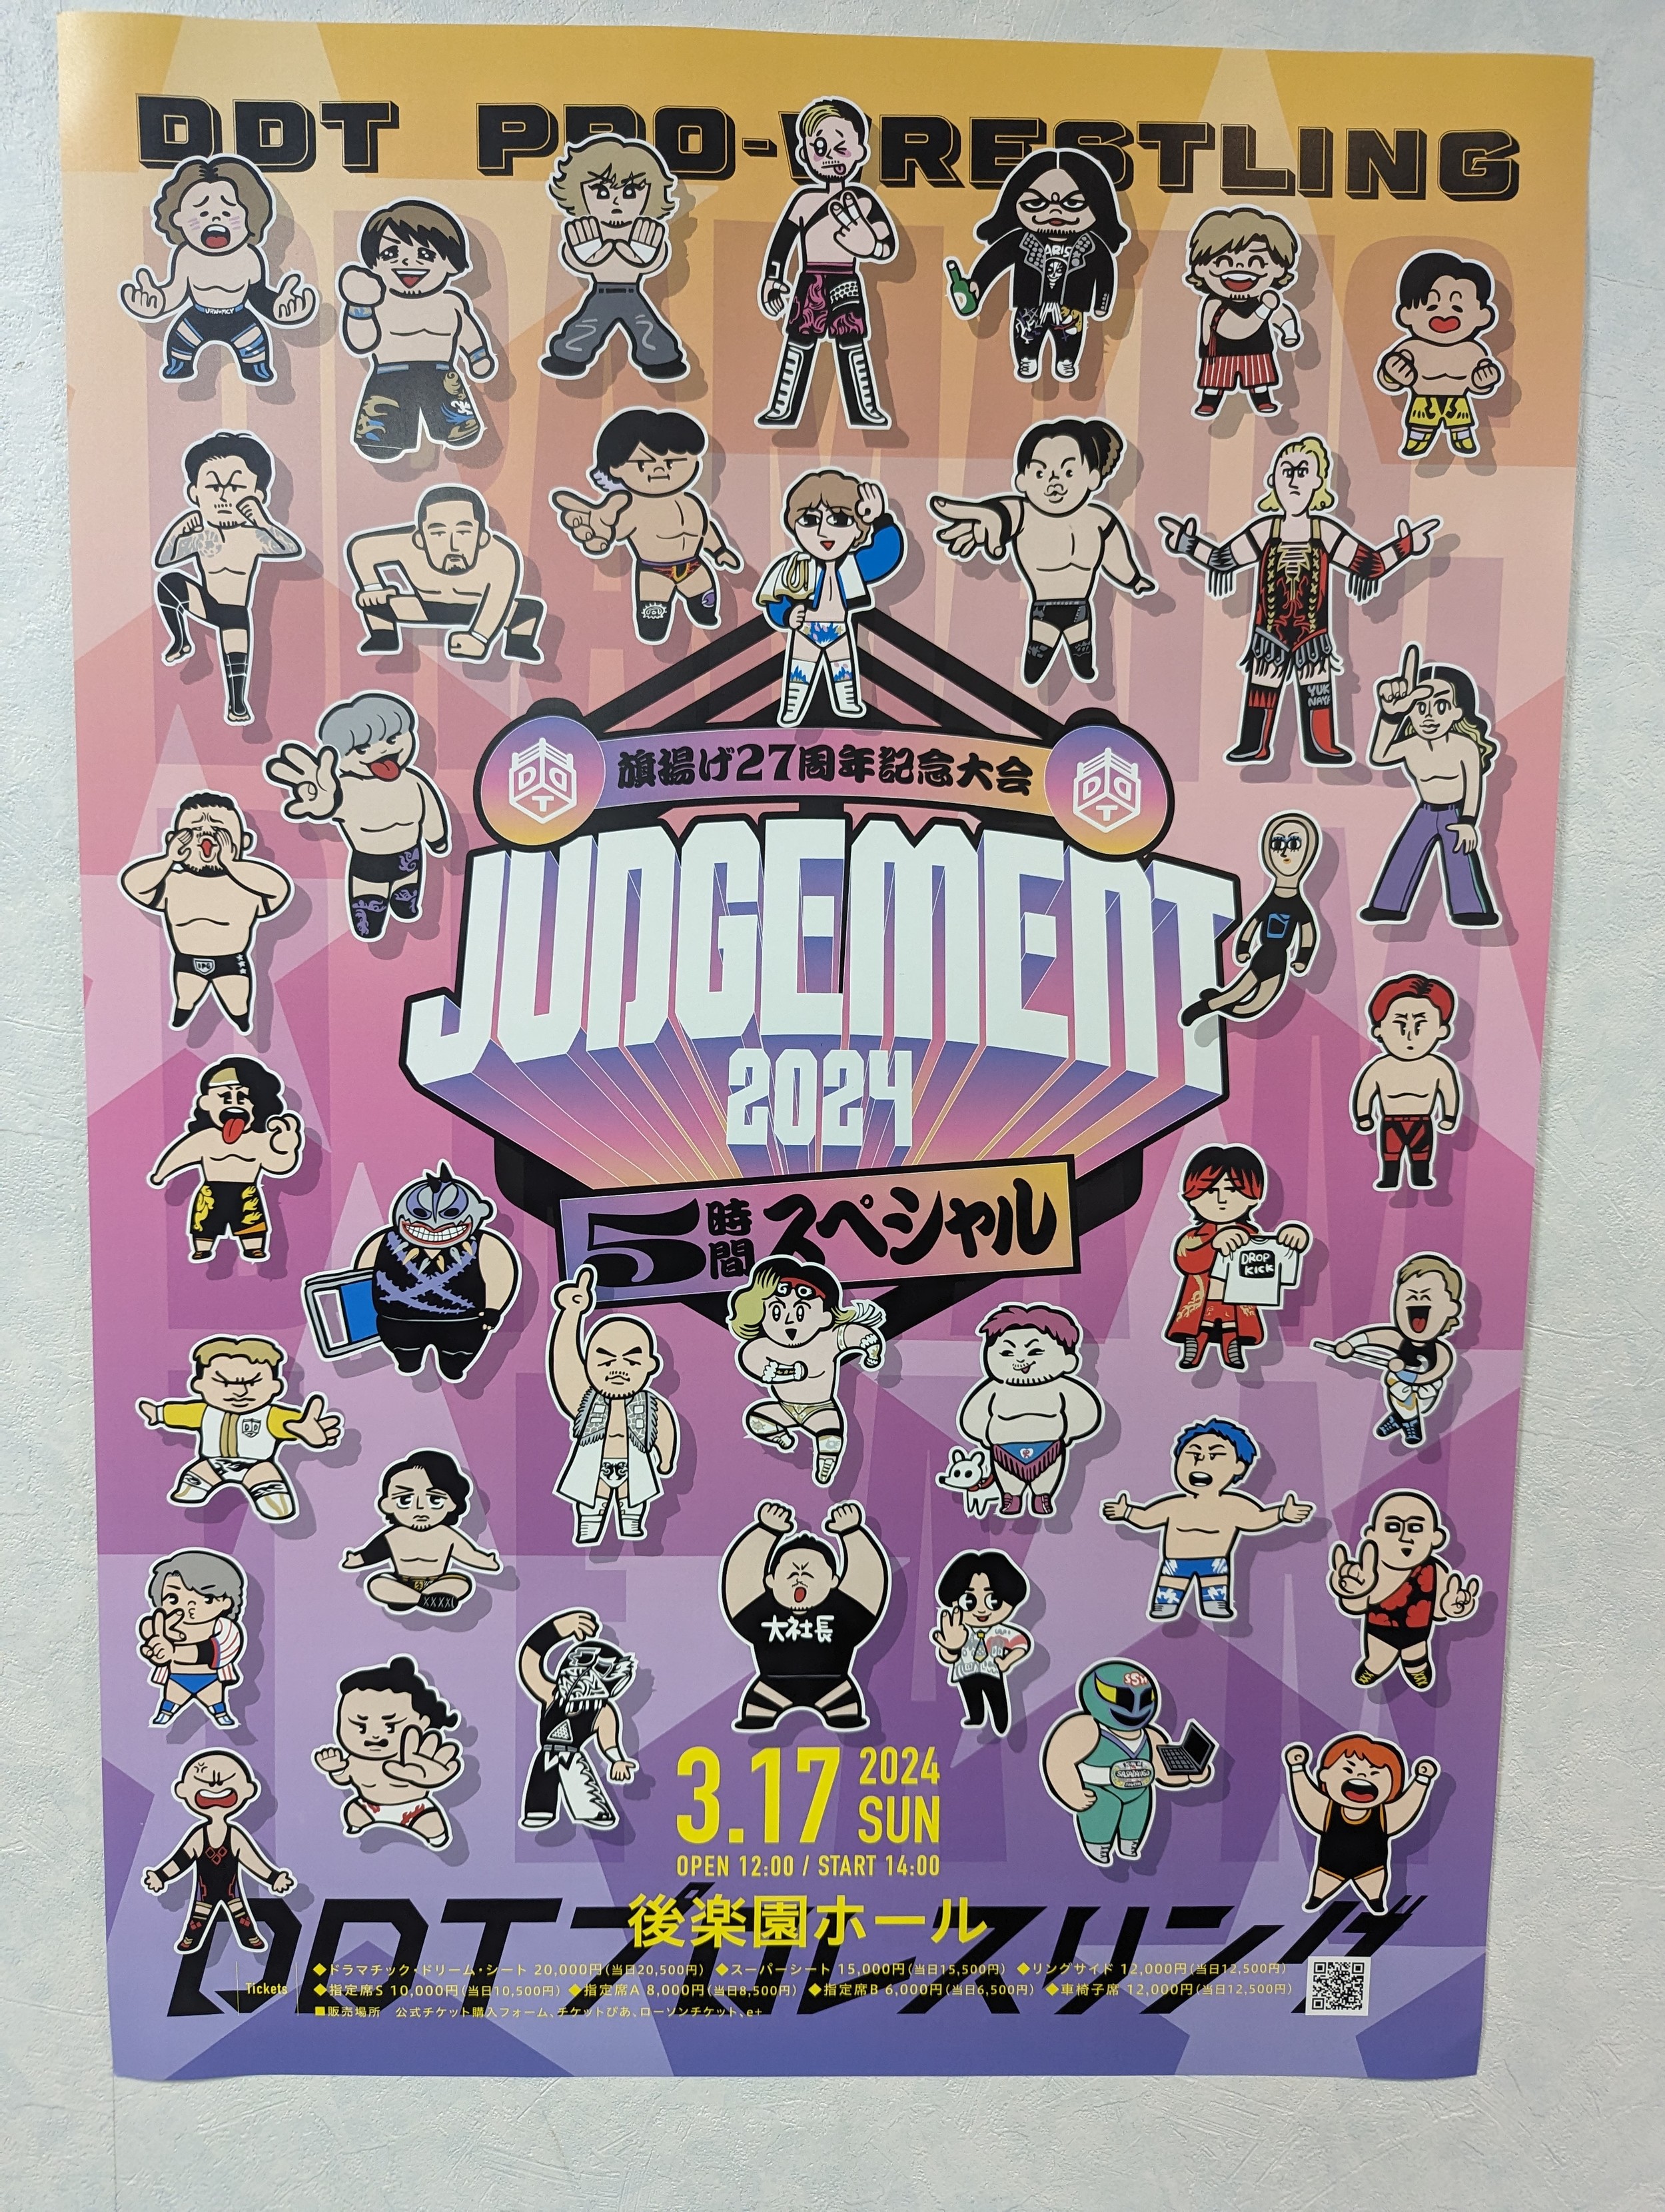 DDT PRO-WRESTLING
旗揚げ27周年記念大会
JUDGEMENT
2024
5時間スペシャル
DROP
KICK
大社長
3.17 2024 SUN
OPEN 12:00 / START 14:00
後楽園ホール
DDTプロレスリング
Tickets
◆ドラマチック・ドリーム・シート 20,000円(当日20,500円) ◆スーパーシート 15,000円(当日15,500円) ◆リングサイド 12,000円(当日12,500円)
◆指定席S 10,000円(当日10,500円) ◆指定席A 8,000円(当日8,500円) ◆指定席B 6,000円(当日6,500円) ◆車椅子席 12,000円(当日12,500円)
■販売場所 公式チケット購入フォーム、チケットぴあ、ローソンチケット、e+